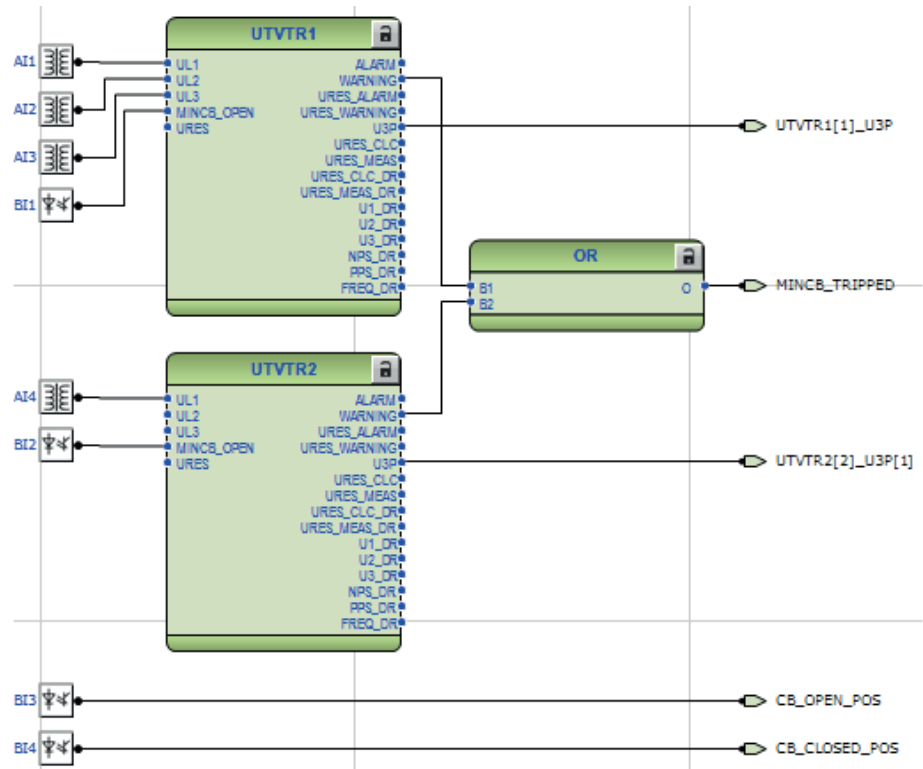 UTVTR1
AI1
UL1 ALARM
UL2 WARNING
AI2
UL3 URES_ALARM
MINCB_OPEN URES_WARNING
URES U3P
UTVTR1[1]_U3P
AI3
URES_CLC
URES_MEAS
URES_CLC_DR
URES_MEAS_DR
BI1
U1_DR
U2_DR
U3_DR
NPS_DR
PPS_DR
FREQ_DR
OR
B1 O
B2
MINCB_TRIPPED
UTVTR2
AI4
UL1 ALARM
UL2 WARNING
UL3 URES_ALARM
BI2
MINCB_OPEN URES_WARNING
URES U3P
UTVTR2[2]_U3P[1]
URES_CLC
URES_MEAS
URES_CLC_DR
URES_MEAS_DR
U1_DR
U2_DR
U3_DR
NPS_DR
PPS_DR
FREQ_DR
BI3 CB_OPEN_POS
BI4 CB_CLOSED_POS